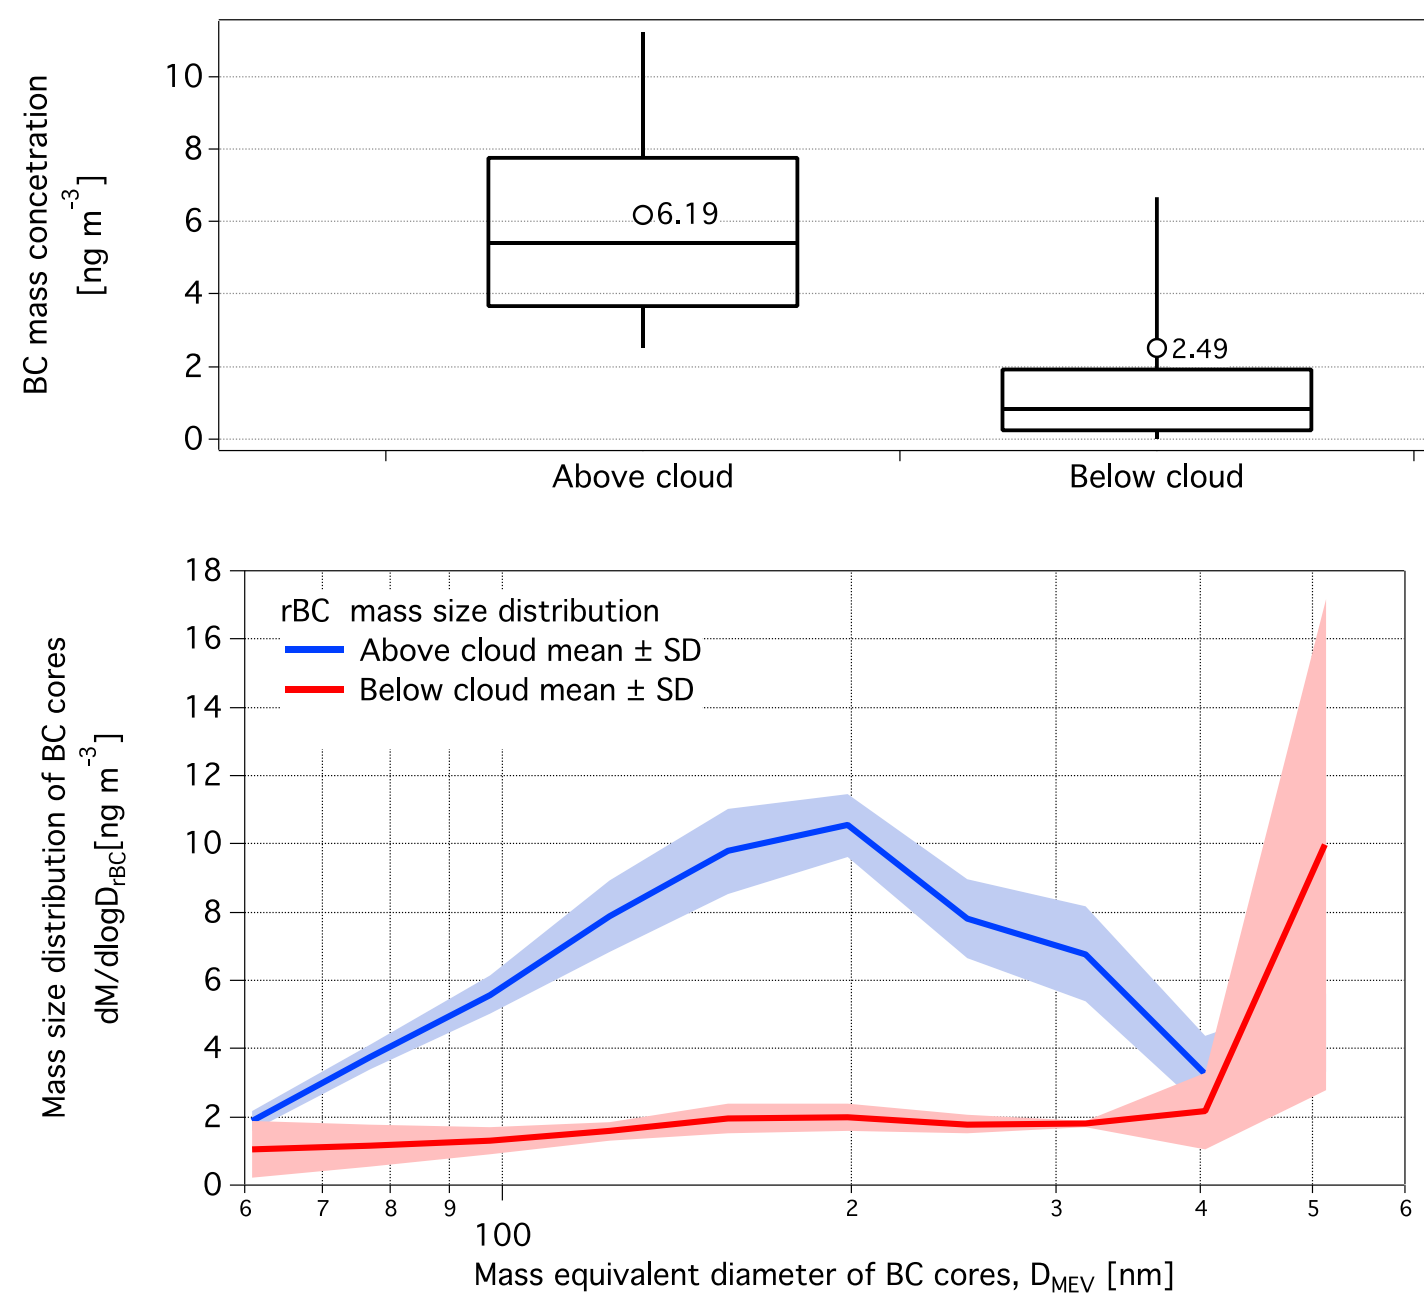 BC mass concetration
[ng m⁻³]
10
8
6
4
2
0
6.19
2.49
Above cloud
Below cloud
Mass size distribution of BC cores
dM/dlogD_rBC[ng m⁻³]
18
16
14
12
10
8
6
4
2
0
rBC mass size distribution
Above cloud mean ± SD
Below cloud mean ± SD
6 7 8 9 2 3 4 5 6
100
Mass equivalent diameter of BC cores, D_MEV [nm]